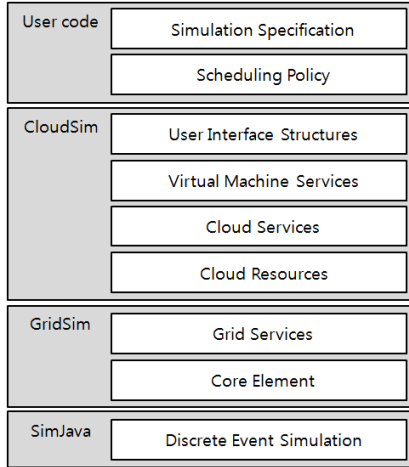 User code
Simulation Specification
Scheduling Policy
CloudSim
User Interface Structures
Virtual Machine Services
Cloud Services
Cloud Resources
GridSim
Grid Services
Core Element
SimJava
Discrete Event Simulation